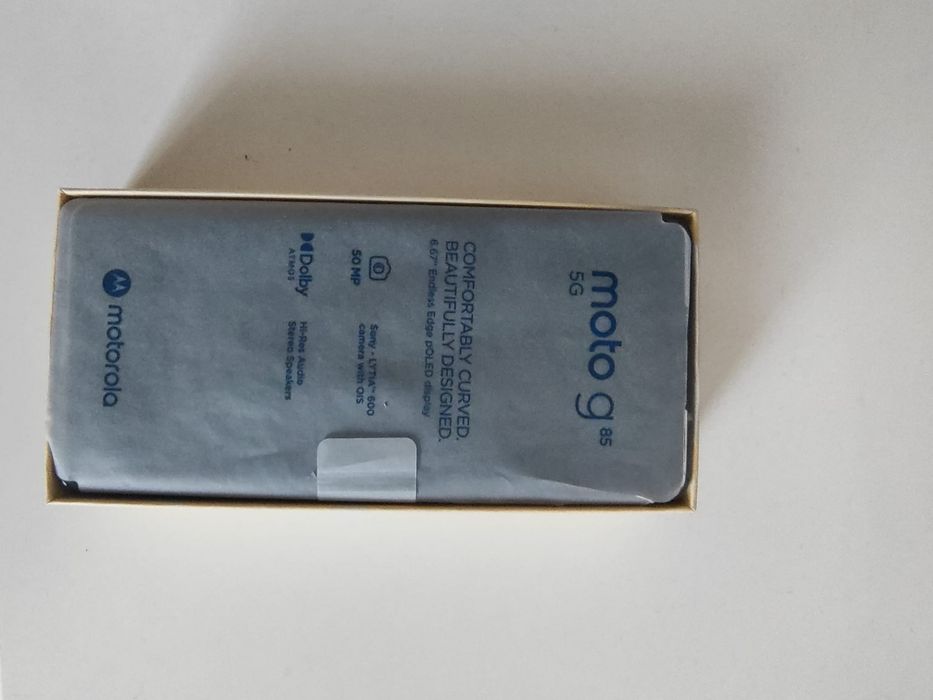 moto g 85
5G
COMFORTABLY CURVED.
BEAUTIFULLY DESIGNED.
6.67" Endless Edge pOLED display
50 MP
Sony - LYTIA™ 600
camera with OIS
Dolby
ATMOS
Hi-Res Audio
Stereo Speakers
motorola